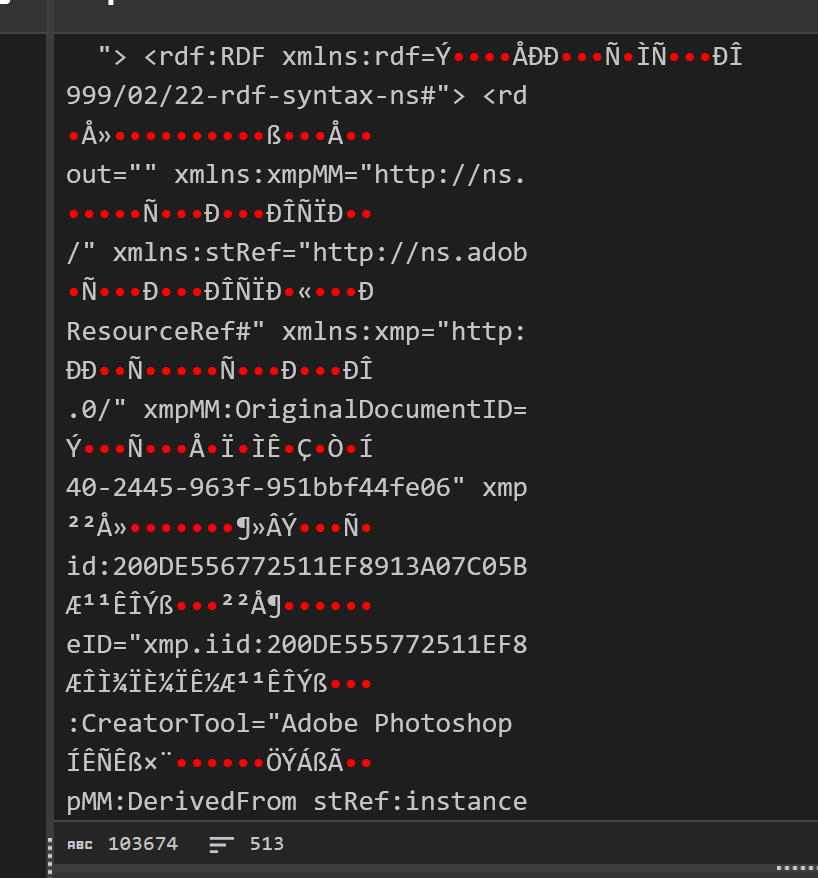 "> <rdf:RDF xmlns:rdf=Ý••••ÅÐÐ•••Ñ•ÌÑ•••ÐÎ
999/02/22-rdf-syntax-ns#"> <rd
•Å»••••••••••ß•••Å••
out="" xmlns:xmpMM="http://ns.
•••••Ñ•••Ð•••ÐÎÑÏÐ••
/" xmlns:stRef="http://ns.adob
•Ñ•••Ð•••ÐÎÑÏÐ•«•••Ð
ResourceRef#" xmlns:xmp="http:
ÐÐ••Ñ•••••Ñ•••Ð•••ÐÎ
.0/" xmpMM:OriginalDocumentID=
Ý•••Ñ•••Å•Ï•ÌÊ•Ç•Ò•Í
40-2445-963f-951bbf44fe06" xmp
²²Å»•••••••¶»ÂÝ•••Ñ•
id:200DE556772511EF8913A07C05B
Æ¹¹ÊÎÝß•••²²Å¶••••••
eID="xmp.iid:200DE555772511EF8
ÆÎÌ¾ÏÈ¼ÏÊ½Æ¹¹ÊÎÝß•••
:CreatorTool="Adobe Photoshop
ÍÊÑÊß×¨••••••ÖÝÁßÃ••
pMM:DerivedFrom stRef:instance
ABC 103674 513